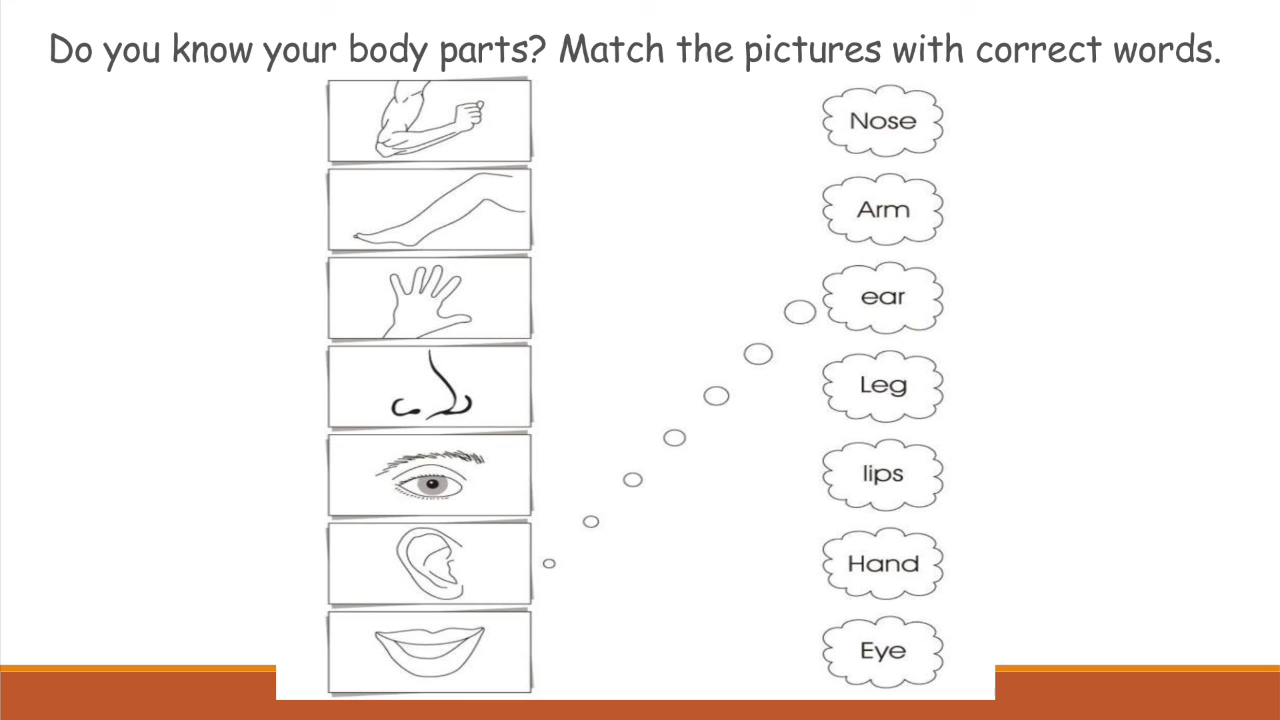 Do you know your body parts? Match the pictures with correct words.
Nose
Arm
ear
Leg
lips
Hand
Eye